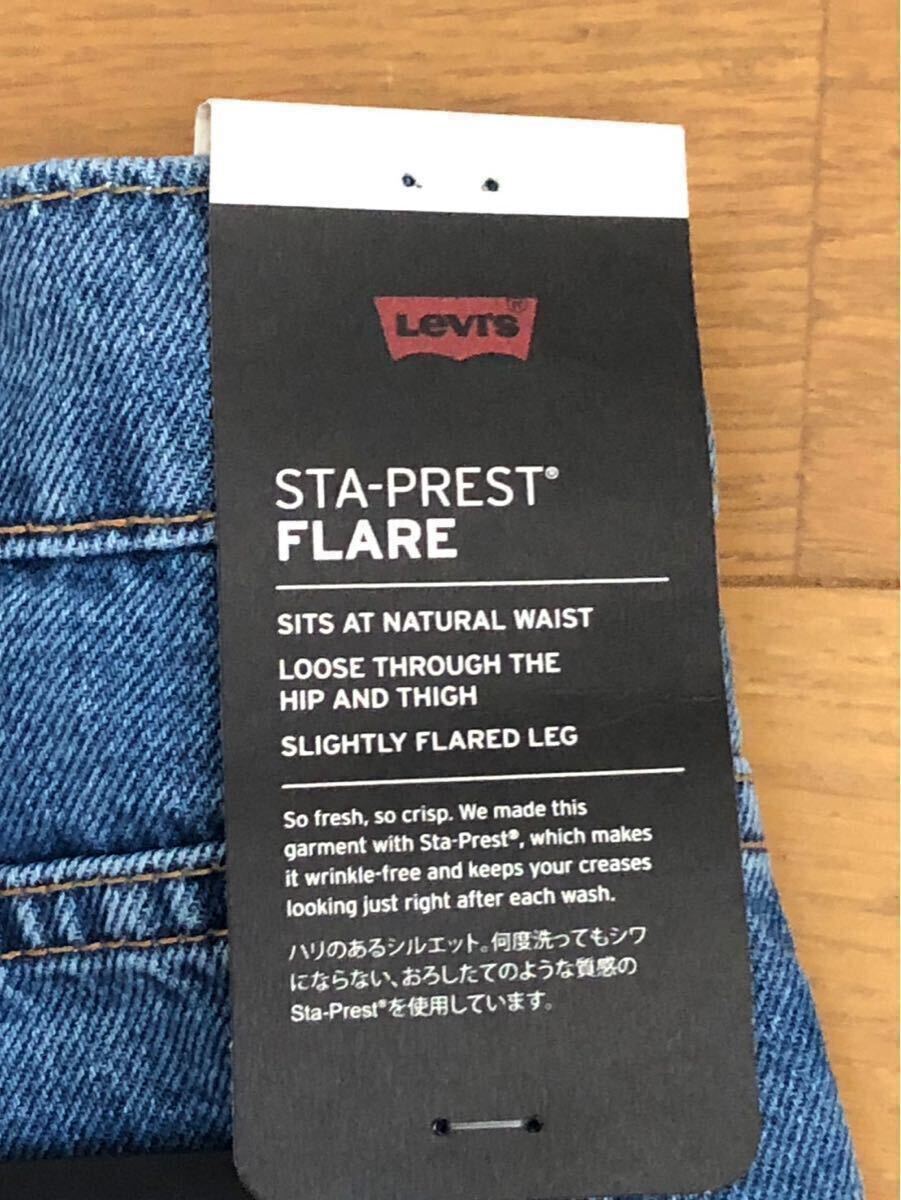 Levi's®
STA-PREST®
FLARE
SITS AT NATURAL WAIST
LOOSE THROUGH THE
HIP AND THIGH
SLIGHTLY FLARED LEG
So fresh, so crisp. We made this
garment with Sta-Prest®, which makes
it wrinkle-free and keeps your creases
looking just right after each wash.
ハリのあるシルエット。何度洗ってもシワ
にならない、おろしたてのような質感の
Sta-Prest®を使用しています。